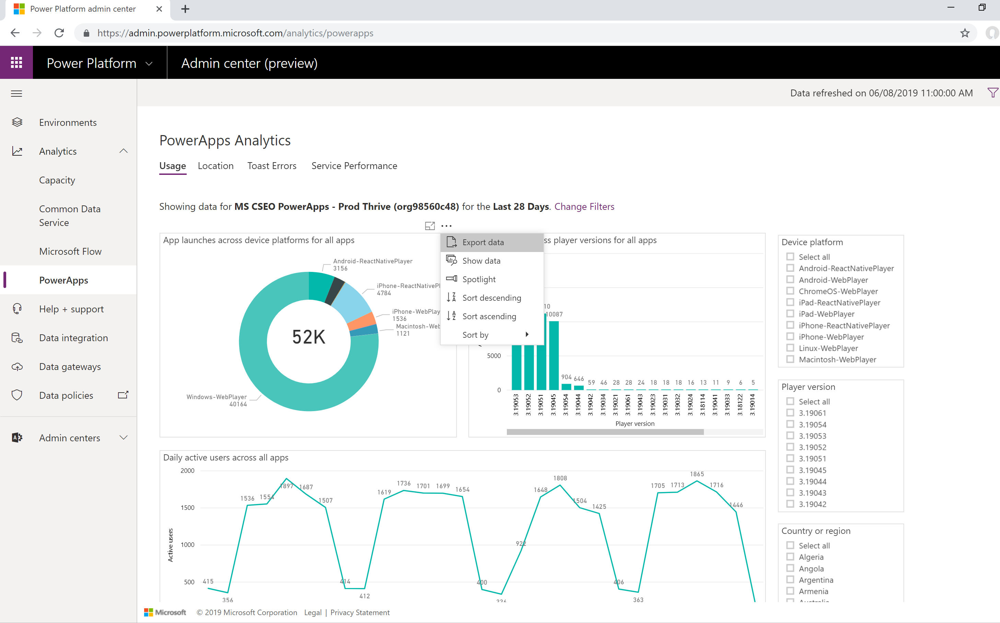 Power Platform admin center
https://admin.powerplatform.microsoft.com/analytics/powerapps
Power Platform
Admin center (preview)
Data refreshed on 06/08/2019 11:00:00 AM
Environments
Analytics
Capacity
Common Data
Service
Microsoft Flow
PowerApps
Help + support
Data integration
Data gateways
Data policies
Admin centers
PowerApps Analytics
Usage Location Toast Errors Service Performance
Showing data for MS CSEO PowerApps - Prod Thrive (org98560c48) for the Last 28 Days. Change Filters
App launches across device platforms for all apps
Android-ReactNativePlayer
3156
iPhone-ReactNativePl
4784
iPhone-WebPlay
1536
Macintosh-Web
1121
52K
Windows-WebPlayer
40164
Export data
Show data
Spotlight
Sort descending
Sort ascending
Sort by
ss player versions for all apps
10
10087
5000
0
904 646 59 46 28 28 24 18 18 18 16 13 11 9 6 5
3.19053 3.19052 3.19051 3.19045 3.19054 3.19044 3.19042 3.19034 3.19021 3.19061 3.19043 3.19023 3.19031 3.19032 3.19024 3.18114 3.19041 3.19033 3.18122 3.19014
Player version
Device platform
Select all
Android-ReactNativePlayer
Android-WebPlayer
ChromeOS-WebPlayer
iPad-ReactNativePlayer
iPad-WebPlayer
iPhone-ReactNativePlayer
iPhone-WebPlayer
Linux-WebPlayer
Macintosh-WebPlayer
Player version
Select all
3.19061
3.19054
3.19053
3.19052
3.19051
3.19045
3.19044
3.19043
3.19042
Country or region
Select all
Algeria
Angola
Argentina
Armenia
Daily active users across all apps
Active users
2000
1500
1000
500
415 356 1536 1554 1897 1687 1507 414 412 1619 1736 1701 1699 1654 400 336 922 1648 1808 1504 1425 406 363 1705 1713 1865 1716 1446
Microsoft © 2019 Microsoft Corporation Legal | Privacy Statement